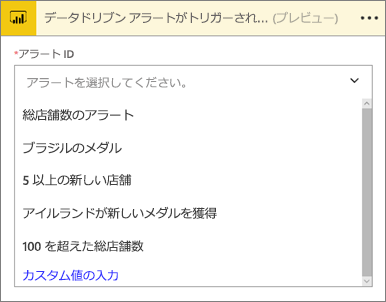 データドリブン アラートがトリガーされ... (プレビュー)
*アラート ID
アラートを選択してください。
総店舗数のアラート
ブラジルのメダル
5 以上の新しい店舗
アイルランドが新しいメダルを獲得
100 を超えた総店舗数
カスタム値の入力